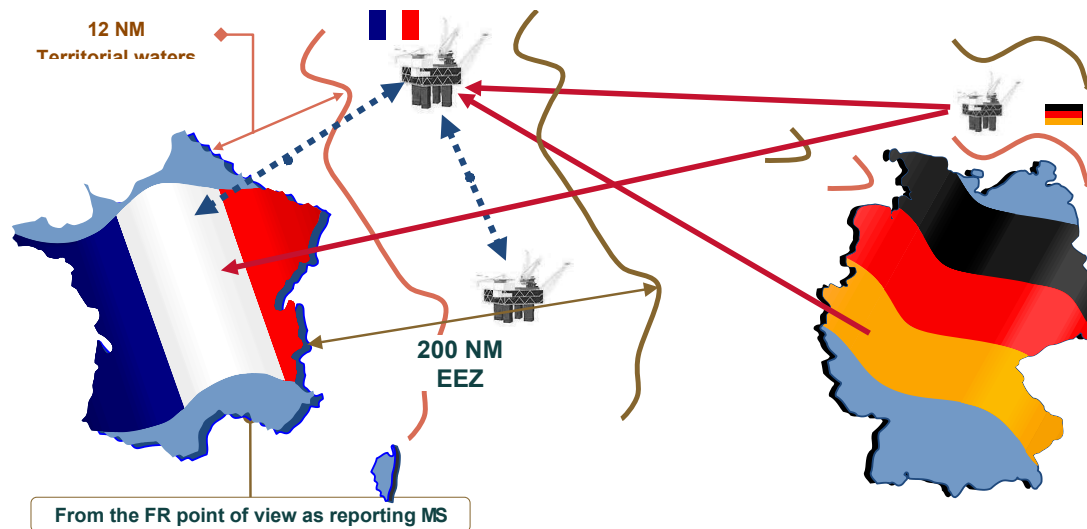 12 NM
Territorial waters
200 NM
EEZ
From the FR point of view as reporting MS